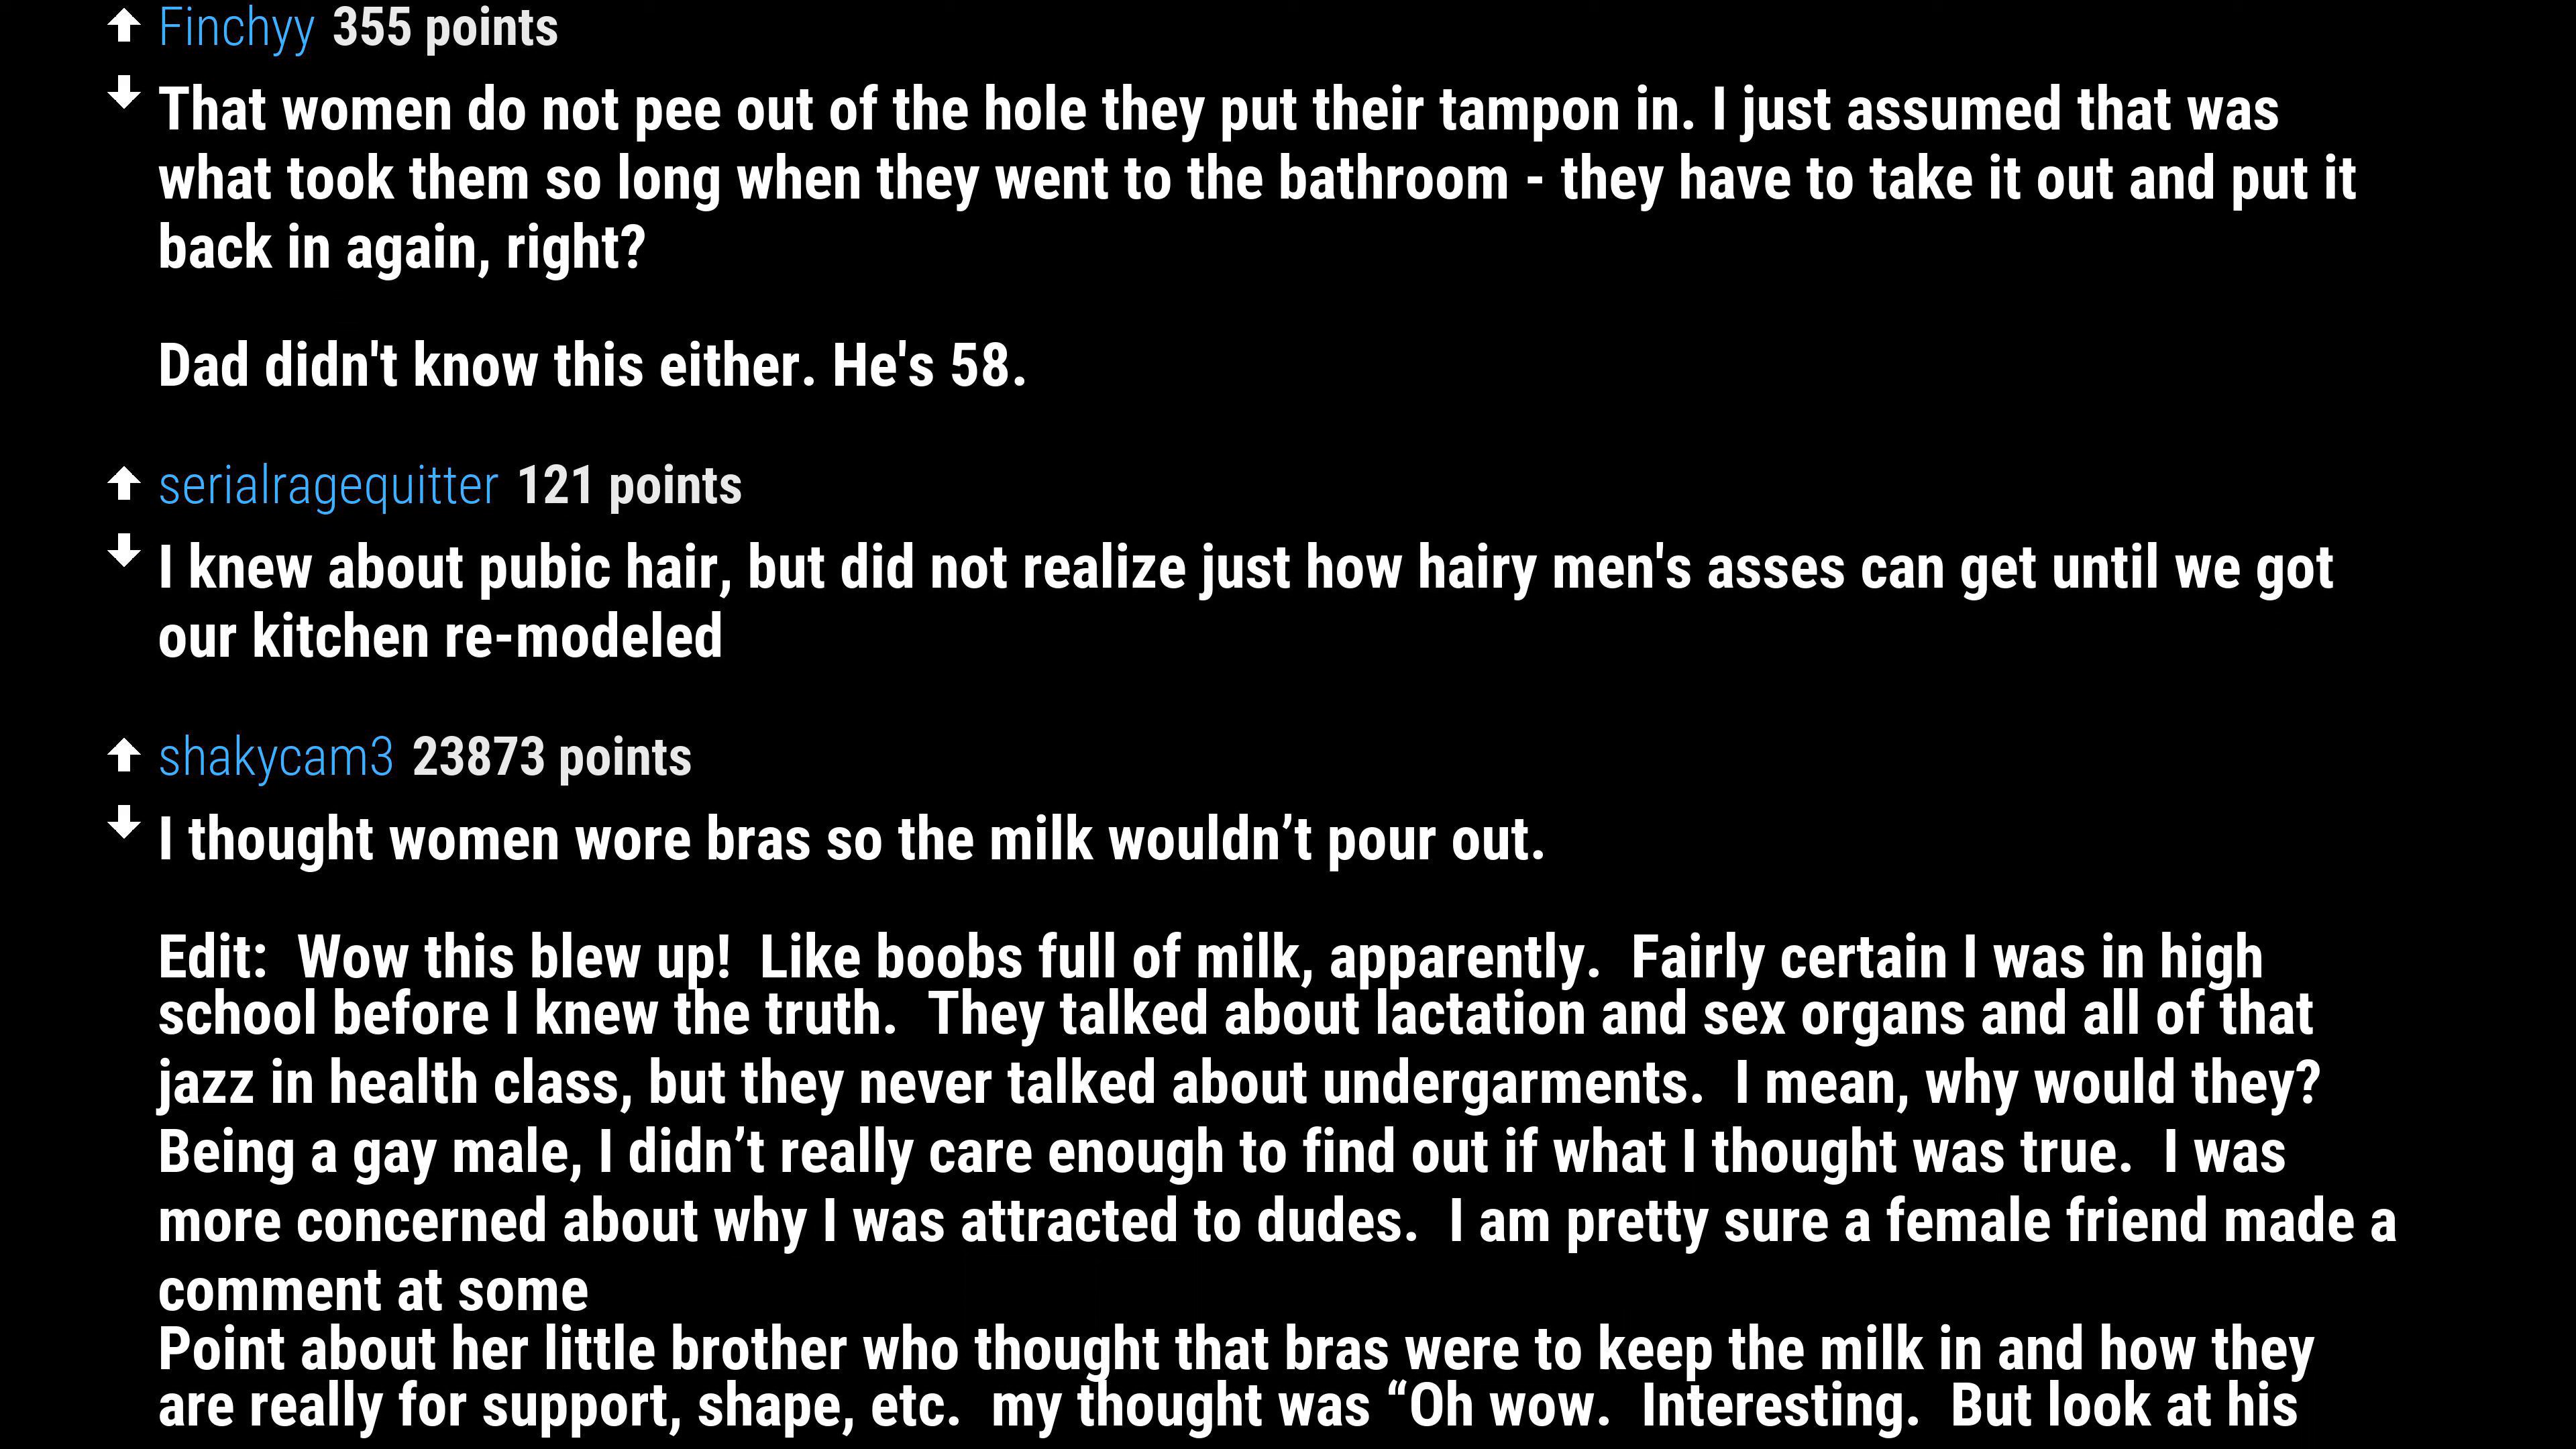 Finchyy 355 points
That women do not pee out of the hole they put their tampon in. I just assumed that was
what took them so long when they went to the bathroom - they have to take it out and put it
back in again, right?
Dad didn't know this either. He's 58.
serialragequitter 121 points
I knew about pubic hair, but did not realize just how hairy men's asses can get until we got
our kitchen re-modeled
shakycam3 23873 points
I thought women wore bras so the milk wouldn’t pour out.
Edit:  Wow this blew up!  Like boobs full of milk, apparently.  Fairly certain I was in high
school before I knew the truth.  They talked about lactation and sex organs and all of that
jazz in health class, but they never talked about undergarments.  I mean, why would they?
Being a gay male, I didn’t really care enough to find out if what I thought was true.  I was
more concerned about why I was attracted to dudes.  I am pretty sure a female friend made a
comment at some
Point about her little brother who thought that bras were to keep the milk in and how they
are really for support, shape, etc.  my thought was “Oh wow.  Interesting.  But look at his